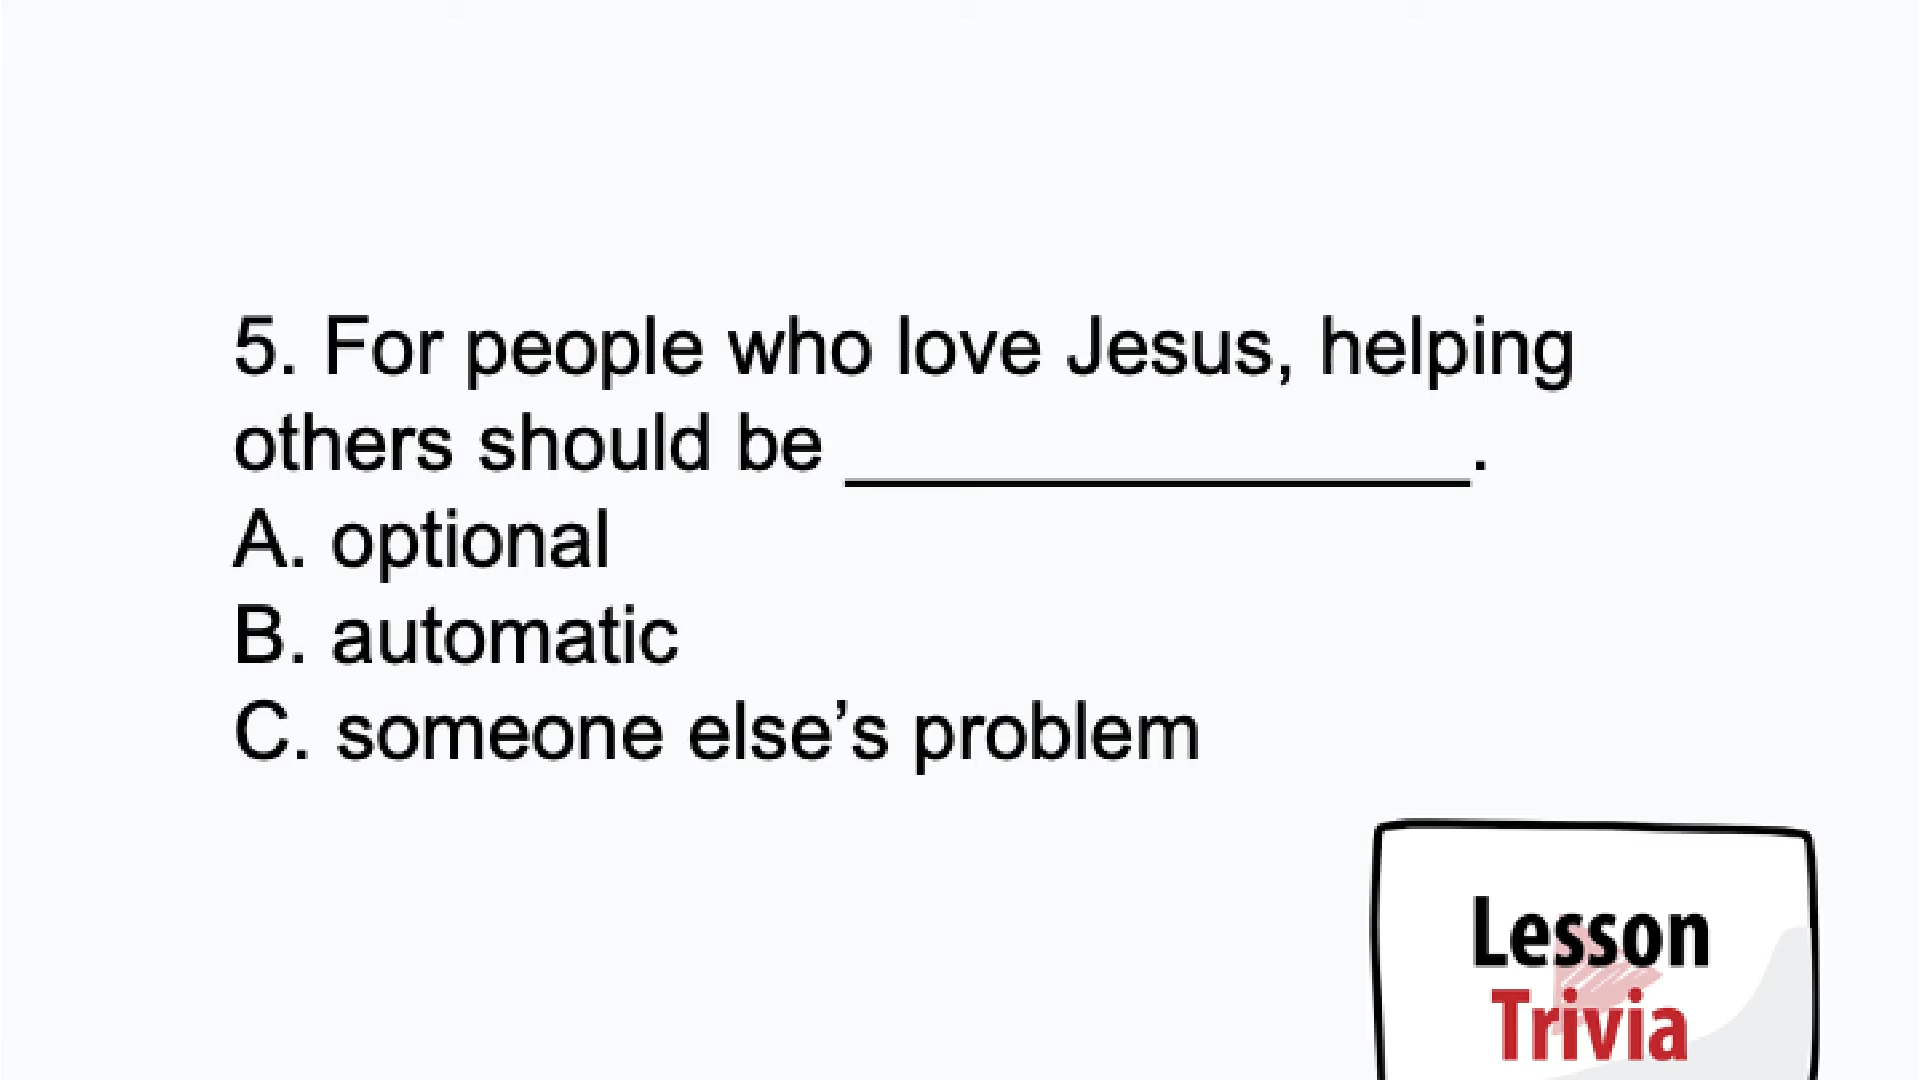 5. For people who love Jesus, helping
others should be _______________.
A. optional
B. automatic
C. someone else’s problem
Lesson
Trivia